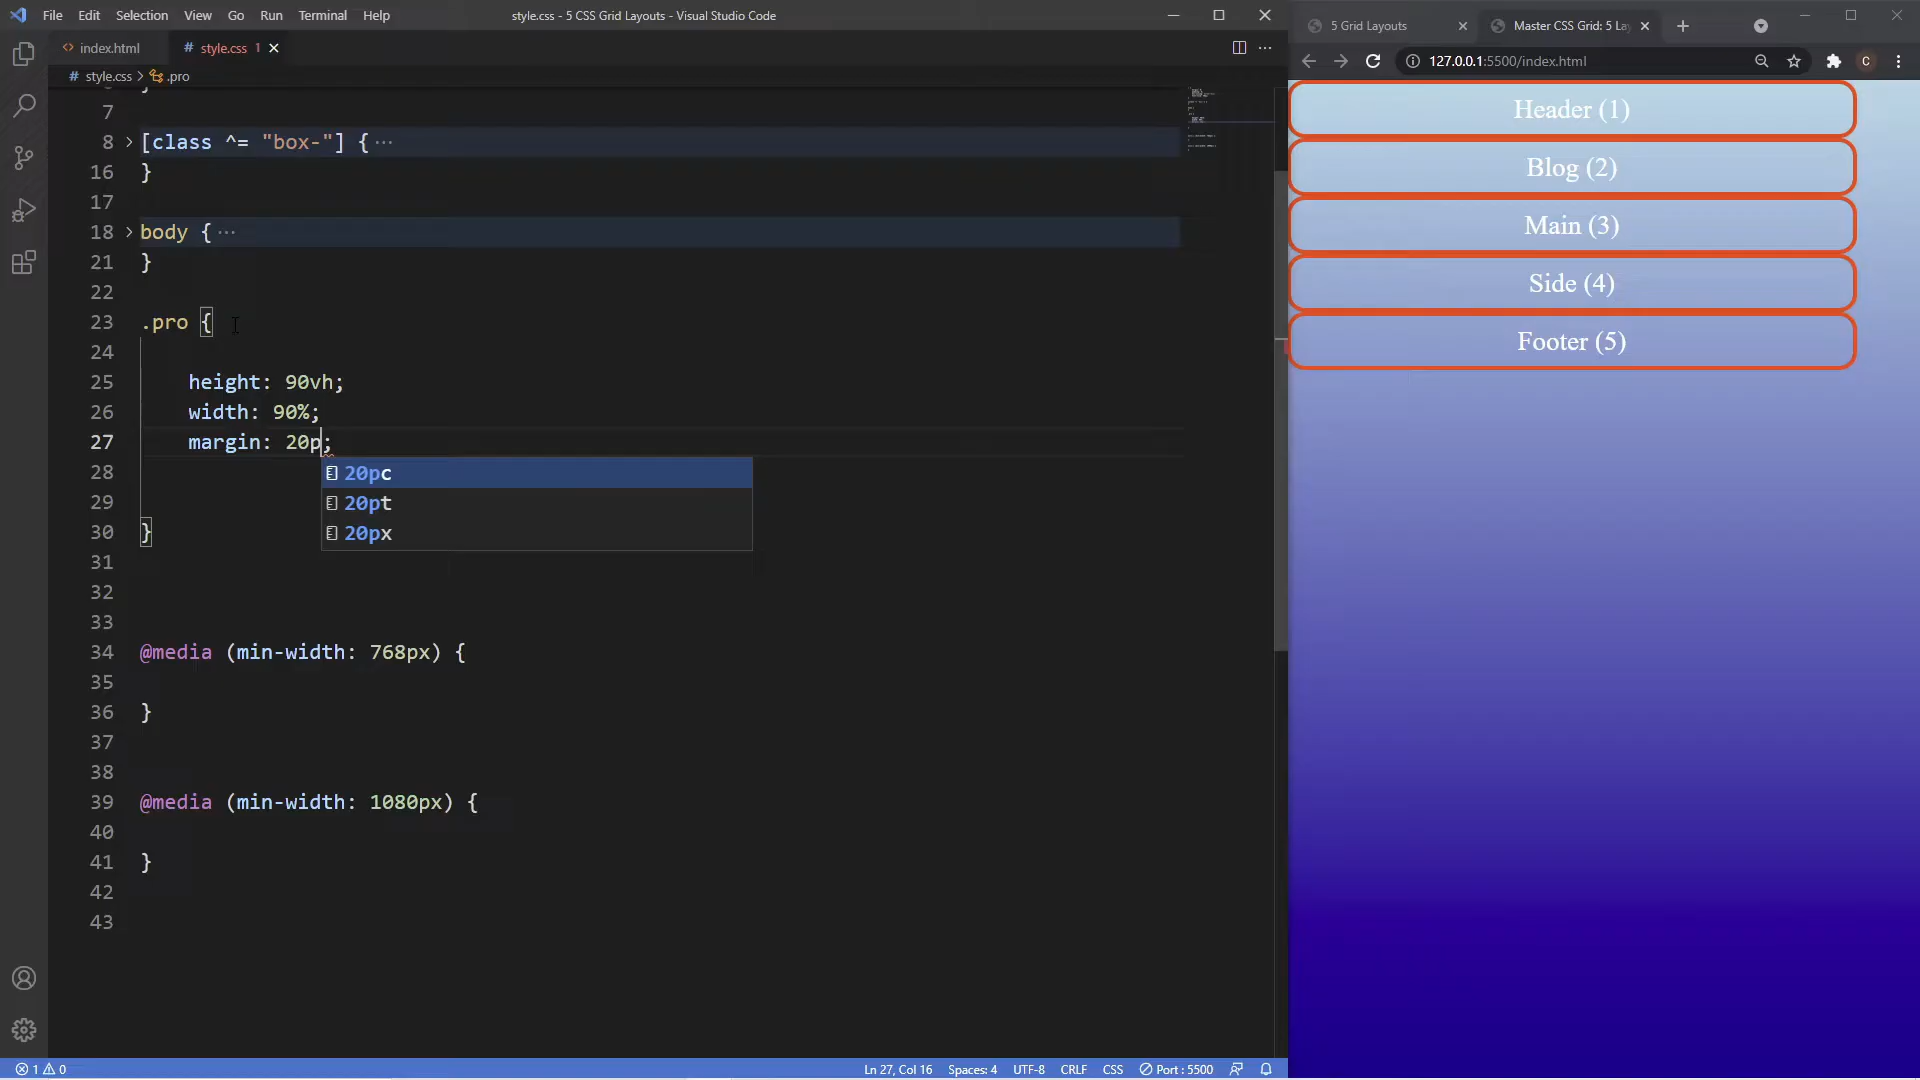 File Edit Selection View Go Run Terminal Help
style.css - 5 CSS Grid Layouts - Visual Studio Code
index.html
# style.css 1
# style.css > .pro
7
8 [class ^= "box-"] {···
16 }
17
18 body {···
21 }
22
23 .pro {
24
25 height: 90vh;
26 width: 90%;
27 margin: 20p;
28 20pc
29 20pt
30 } 20px
31
32
33
34 @media (min-width: 768px) {
35
36 }
37
38
39 @media (min-width: 1080px) {
40
41 }
42
43
1 0
Ln 27, Col 16 Spaces: 4 UTF-8 CRLF CSS Port : 5500
5 Grid Layouts
Master CSS Grid: 5 La
127.0.0.1:5500/index.html
C
Header (1)
Blog (2)
Main (3)
Side (4)
Footer (5)